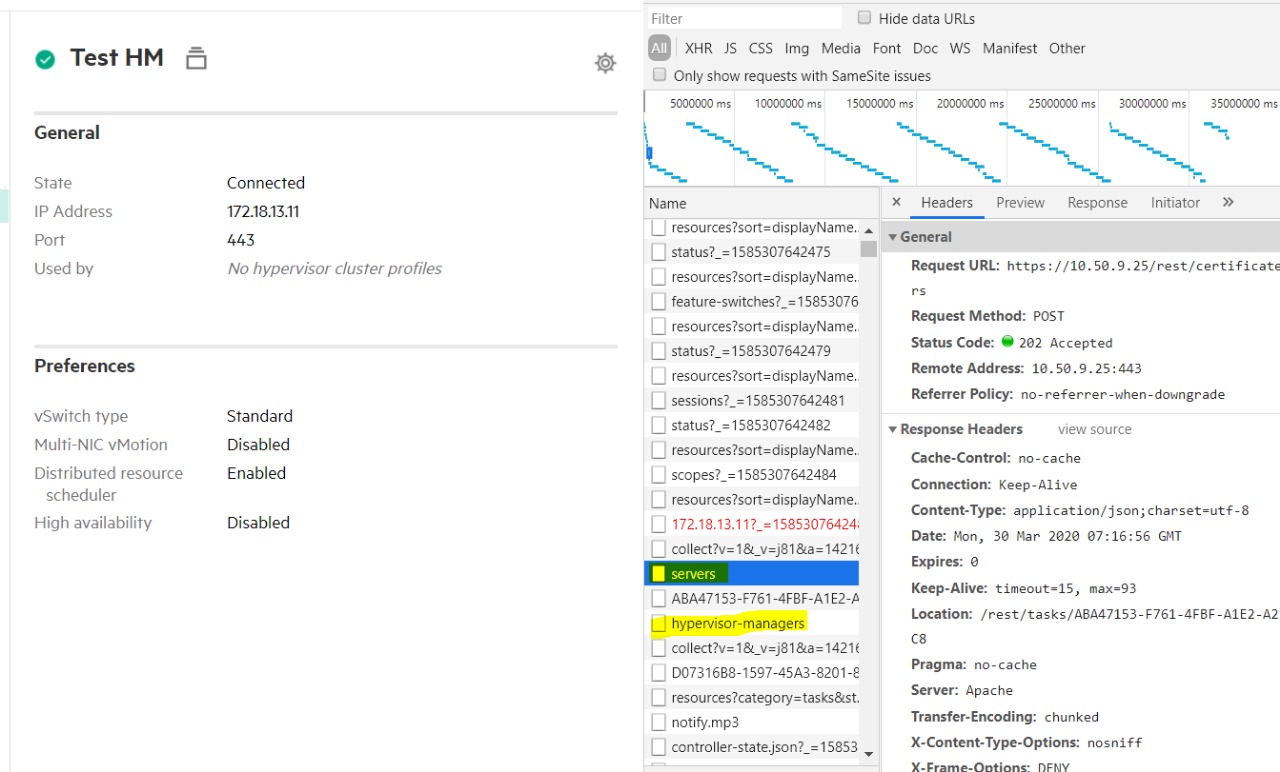 Test HM
General
State Connected
IP Address 172.18.13.11
Port 443
Used by No hypervisor cluster profiles
Preferences
vSwitch type Standard
Multi-NIC vMotion Disabled
Distributed resource scheduler Enabled
High availability Disabled
Filter Hide data URLs
All XHR JS CSS Img Media Font Doc WS Manifest Other
Only show requests with SameSite issues
5000000 ms 10000000 ms 15000000 ms 20000000 ms 25000000 ms 30000000 ms 35000000 ms
Name
resources?sort=displayName..
status?_=1585307642475
resources?sort=displayName..
feature-switches?_=15853076
resources?sort=displayName..
status?_=1585307642479
resources?sort=displayName..
sessions?_=1585307642481
status?_=1585307642482
resources?sort=displayName..
scopes?_=1585307642484
resources?sort=displayName..
172.18.13.11?_=158530764248
collect?v=1&_v=j81&a=14216
servers
ABA47153-F761-4FBF-A1E2-A
hypervisor-managers
collect?v=1&_v=j81&a=14216
D07316B8-1597-45A3-8201-8
resources?category=tasks&st.
notify.mp3
controller-state.json?_=15853
× Headers Preview Response Initiator »
General
Request URL: https://10.50.9.25/rest/certificate
rs
Request Method: POST
Status Code: 202 Accepted
Remote Address: 10.50.9.25:443
Referrer Policy: no-referrer-when-downgrade
Response Headers view source
Cache-Control: no-cache
Connection: Keep-Alive
Content-Type: application/json;charset=utf-8
Date: Mon, 30 Mar 2020 07:16:56 GMT
Expires: 0
Keep-Alive: timeout=15, max=93
Location: /rest/tasks/ABA47153-F761-4FBF-A1E2-A2
C8
Pragma: no-cache
Server: Apache
Transfer-Encoding: chunked
X-Content-Type-Options: nosniff
X-Frame-Options: DENY